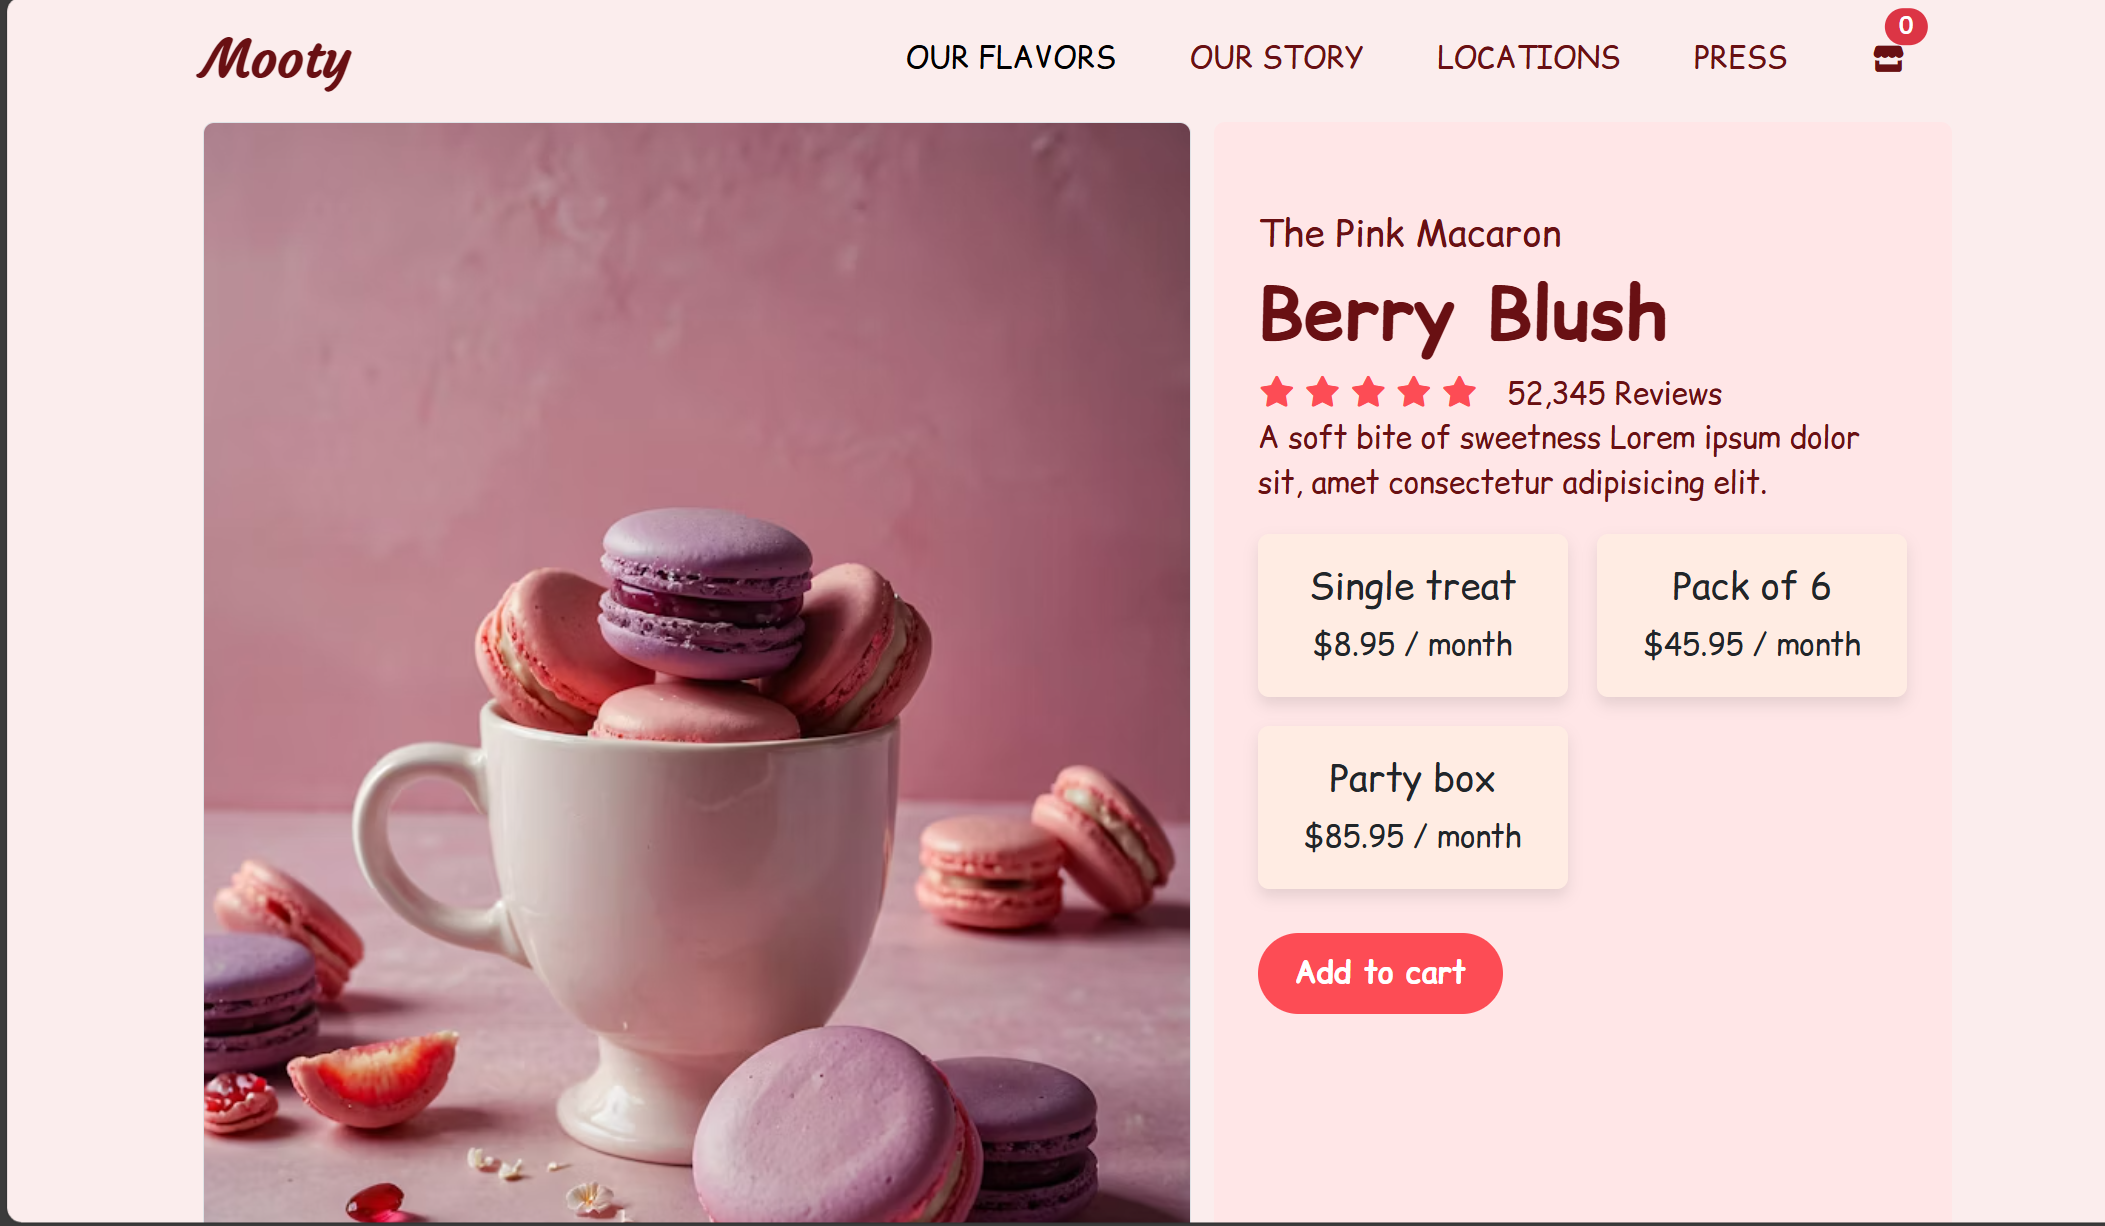 Mooty
OUR FLAVORS
OUR STORY
LOCATIONS
PRESS
0
The Pink Macaron
Berry Blush
52,345 Reviews
A soft bite of sweetness Lorem ipsum dolor
sit, amet consectetur adipisicing elit.
Single treat
$8.95 / month
Pack of 6
$45.95 / month
Party box
$85.95 / month
Add to cart